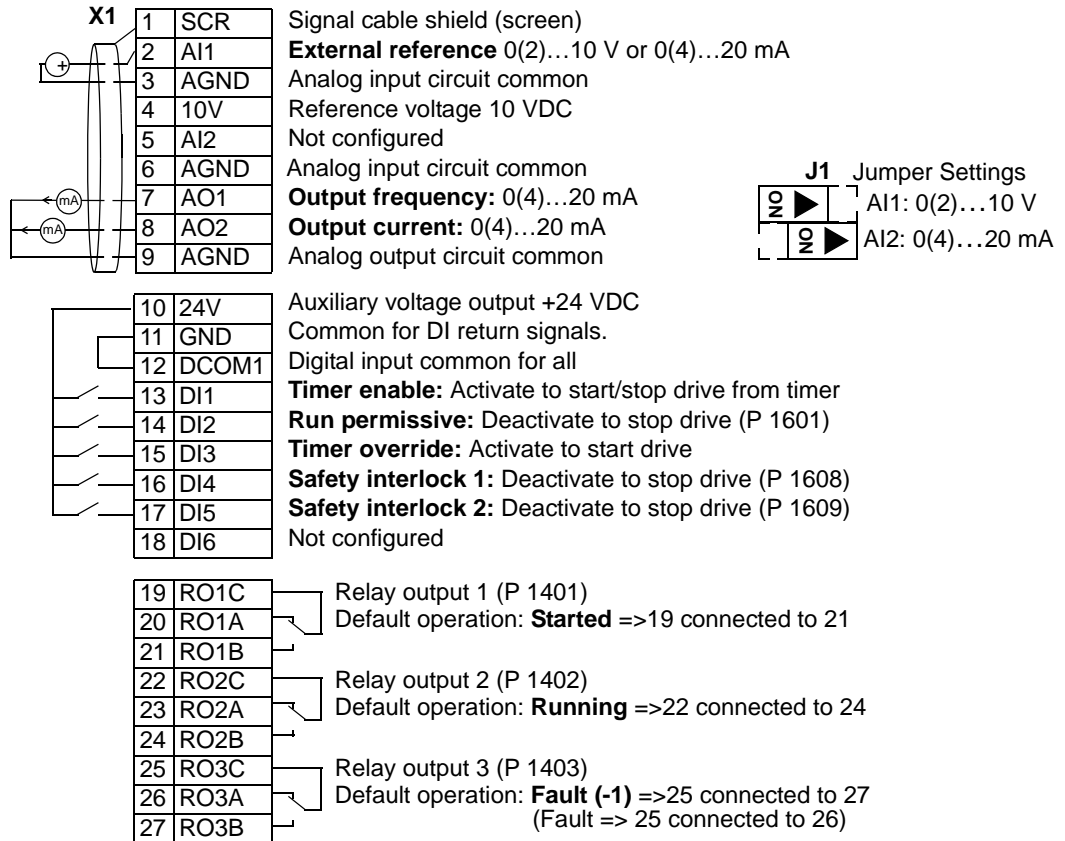 X1
1 SCR Signal cable shield (screen)
2 AI1 External reference 0(2)…10 V or 0(4)…20 mA
3 AGND Analog input circuit common
4 10V Reference voltage 10 VDC
5 AI2 Not configured
6 AGND Analog input circuit common
7 AO1 Output frequency: 0(4)…20 mA
8 AO2 Output current: 0(4)…20 mA
9 AGND Analog output circuit common
+
mA
mA
J1 Jumper Settings
ON AI1: 0(2)…10 V
ON AI2: 0(4)…20 mA
10 24V Auxiliary voltage output +24 VDC
11 GND Common for DI return signals.
12 DCOM1 Digital input common for all
13 DI1 Timer enable: Activate to start/stop drive from timer
14 DI2 Run permissive: Deactivate to stop drive (P 1601)
15 DI3 Timer override: Activate to start drive
16 DI4 Safety interlock 1: Deactivate to stop drive (P 1608)
17 DI5 Safety interlock 2: Deactivate to stop drive (P 1609)
18 DI6 Not configured
19 RO1C Relay output 1 (P 1401)
20 RO1A Default operation: Started =>19 connected to 21
21 RO1B
22 RO2C Relay output 2 (P 1402)
23 RO2A Default operation: Running =>22 connected to 24
24 RO2B
25 RO3C Relay output 3 (P 1403)
26 RO3A Default operation: Fault (-1) =>25 connected to 27
27 RO3B (Fault => 25 connected to 26)